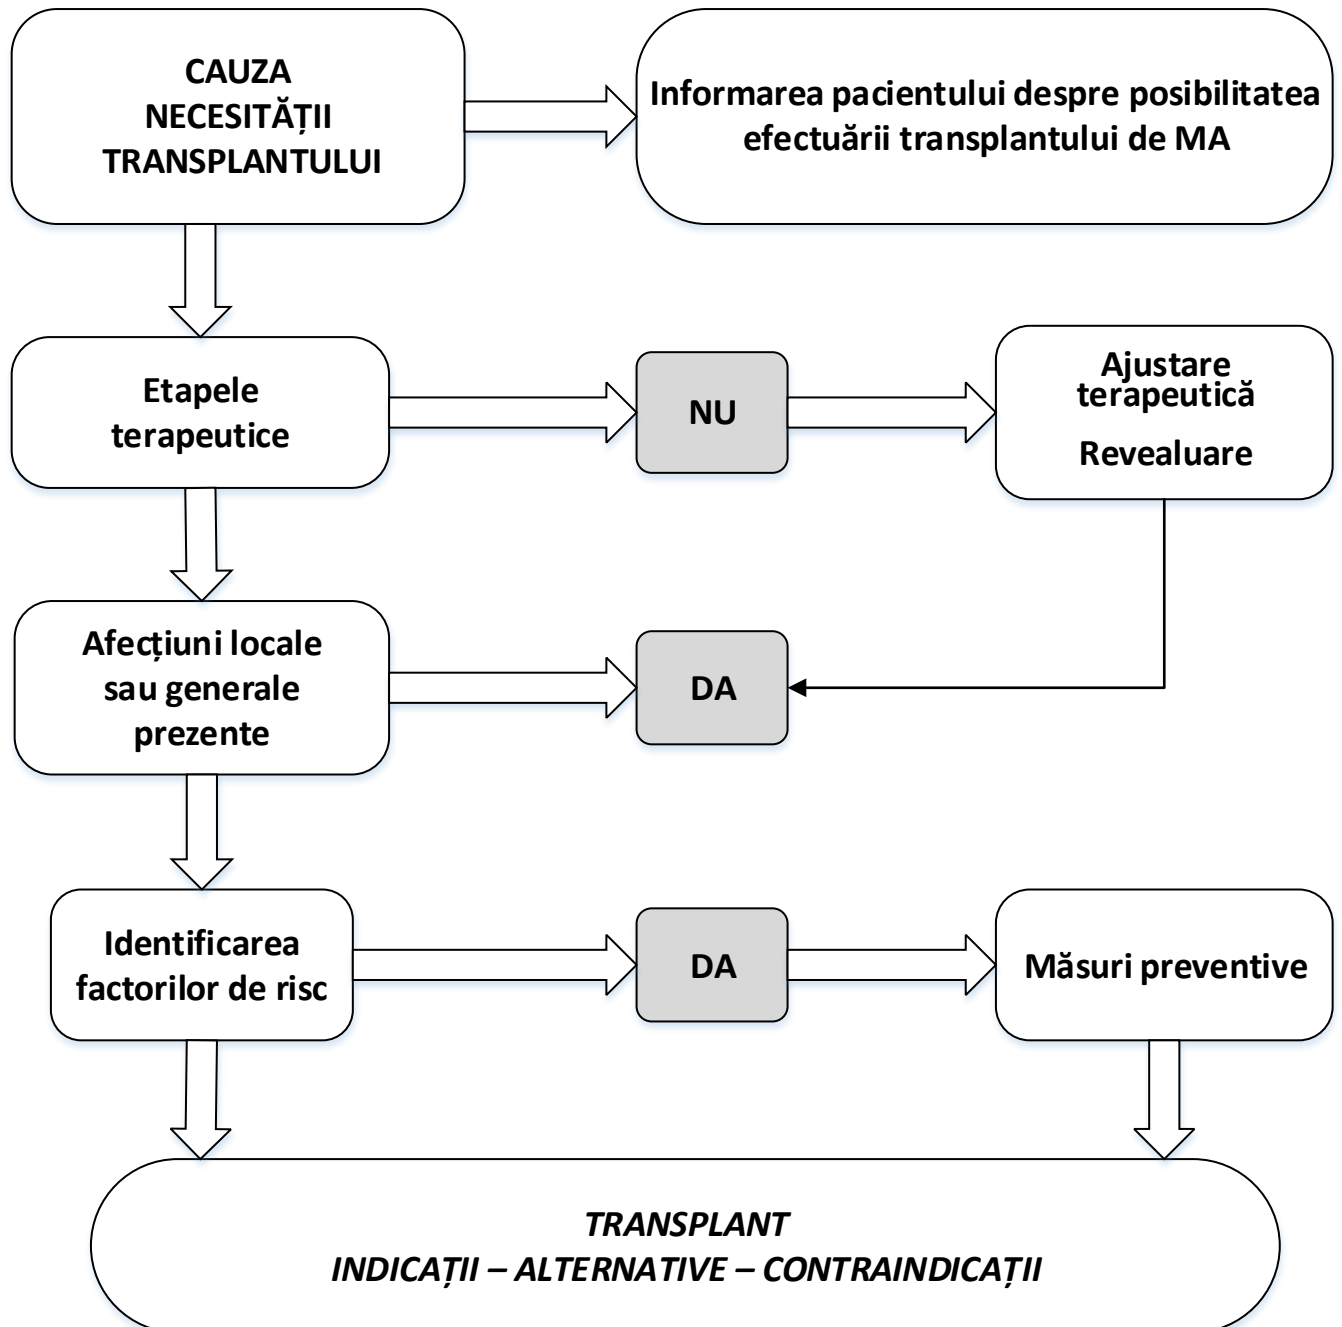 CAUZA
NECESITĂȚII
TRANSPLANTULUI
Informarea pacientului despre posibilitatea
efectuării transplantului de MA
Etapele
terapeutice
NU
Ajustare
terapeutică
Revealuare
Afecțiuni locale
sau generale
prezente
DA
Identificarea
factorilor de risc
DA
Măsuri preventive
TRANSPLANT
INDICAȚII – ALTERNATIVE – CONTRAINDICAȚII